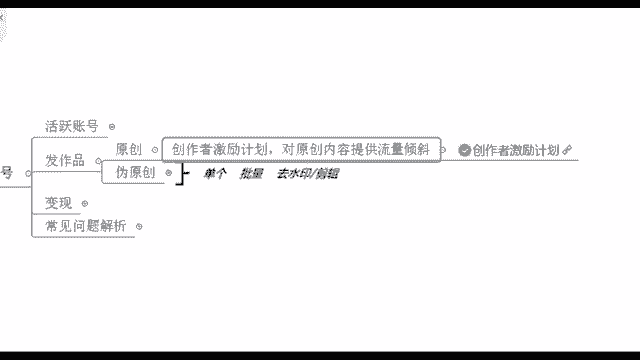 号
活跃账号
发作品
原创
创作者激励计划，对原创内容提供流量倾斜
创作者激励计划
伪原创
单个 批量 去水印/剪辑
变现
常见问题解析